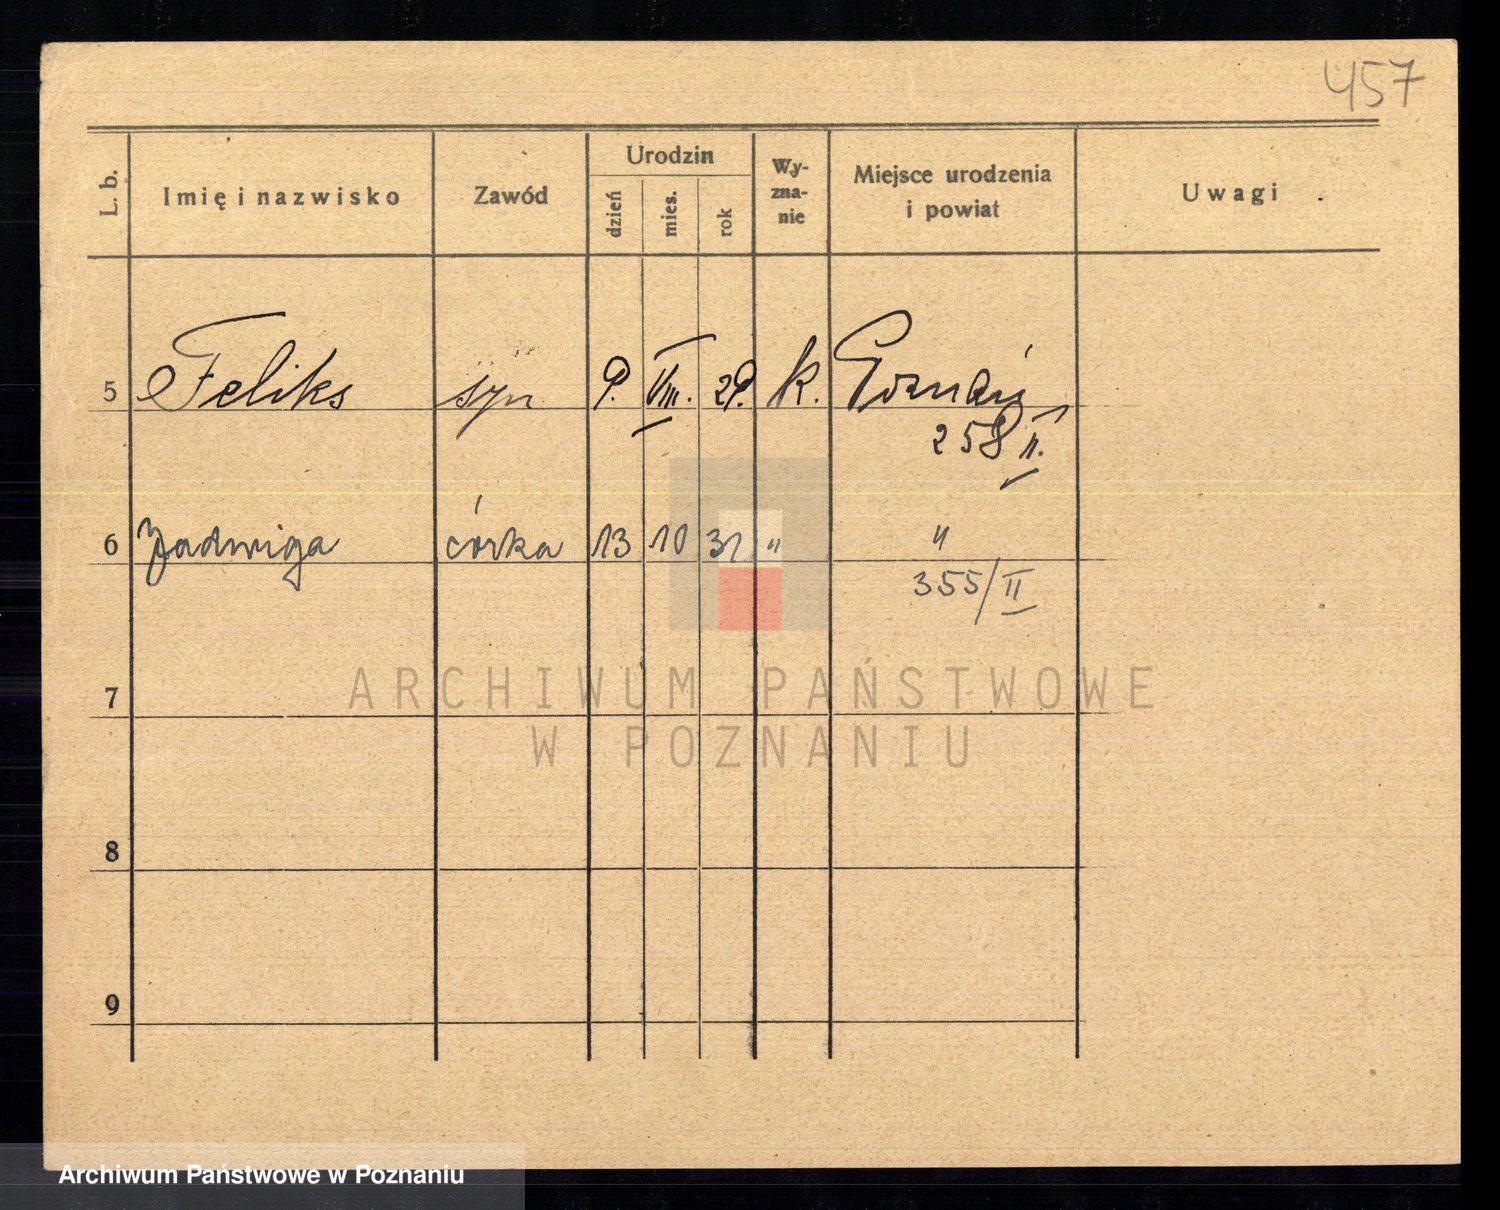 457
L. b.
Imię i nazwisko
Zawód
Urodzin
dzień
mies.
rok
Wy-
zna-
nie
Miejsce urodzenia
i powiat
Uwagi
5 Feliks syn 9. VIII. 29. k. Poznań
258 II.
6 Jadwiga córka 13 10 31 " "
355/II
7
8
9
ARCHIWUM PAŃSTWOWE
W POZNANIU
Archiwum Państwowe w Poznaniu